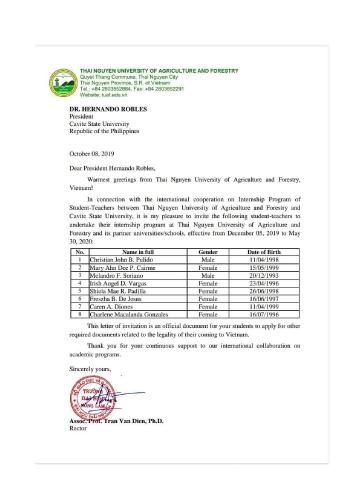 THAI NGUYEN UNIVERSITY OF AGRICULTURE AND FORESTRY
Quyet Thang Commune, Thai Nguyen City
Thai Nguyen Province, S.R. of Vietnam
Tel.: +84 2803852884, Fax: +84 2803852291
Website: tuaf.edu.vn
DR. HERNANDO ROBLES
President
Cavite State University
Republic of the Philippines
October 08, 2019
Dear President Hernando Robles,
Warmest greetings from Thai Nguyen University of Agriculture and Forestry,
Vietnam!
In connection with the international cooperation on Internship Program of
Student-Teachers between Thai Nguyen University of Agriculture and Forestry and
Cavite State University, it is my pleasure to invite the following student-teachers to
undertake their internship program at Thai Nguyen University of Agriculture and
Forestry and its partner universities/schools, effective from December 05, 2019 to May
30, 2020:
No. Name in full Gender Date of Birth
1 Christian John B. Pulido Male 11/04/1998
2 Mary Ahn Dee P. Cairme Female 15/05/1999
3 Melandro F. Soriano Male 20/12/1993
4 Irish Angel D. Vargas Female 23/04/1996
5 Shiela Mae R. Padilla Female 26/06/1998
6 B. De Jesus Female 16/06/1997
7 Caren A. Diones Female 11/04/1999
8 Charlene Macalanda Gonzales Female 16/07/1996
This letter of invitation is an official document for your students to apply for other
required documents related to the legality of their coming to Vietnam.
Thank you for your continuous support to our international collaboration on
academic programs.
Sincerely yours,
TRƯỜNG
ĐẠI HỌC
NÔNG LÂM
Assoc. Prof. Tran Van Dien, Ph.D.
Rector